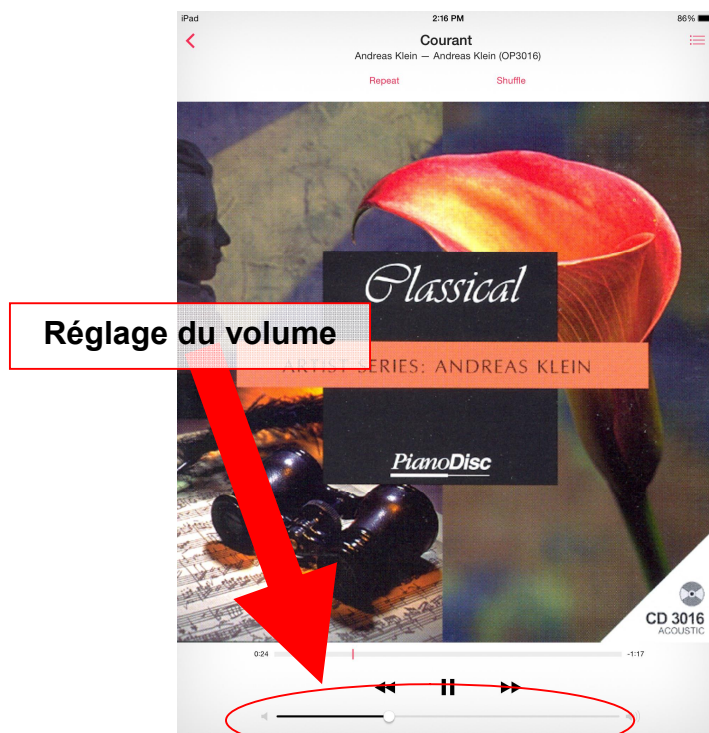 iPad 2:16 PM 86%
Courant
Andreas Klein — Andreas Klein (OP3016)
Repeat Shuffle
Classical
Réglage du volume
ARTIST SERIES: ANDREAS KLEIN
PianoDisc
CD 3016
ACOUSTIC
0:24 -1:17